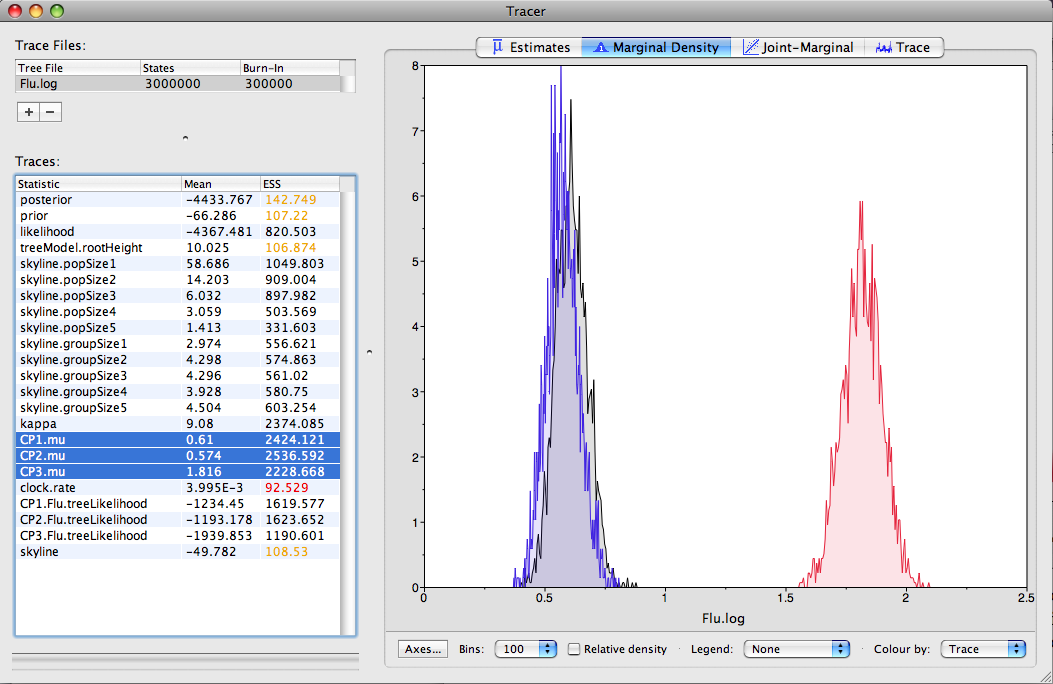 Tracer
Trace Files:
Tree File States Burn-In
Flu.log 3000000 300000
+ −
Traces:
Statistic Mean ESS
posterior -4433.767 142.749
prior -66.286 107.22
likelihood -4367.481 820.503
treeModel.rootHeight 10.025 106.874
skyline.popSize1 58.686 1049.803
skyline.popSize2 14.203 909.004
skyline.popSize3 6.032 897.982
skyline.popSize4 3.059 503.569
skyline.popSize5 1.413 331.603
skyline.groupSize1 2.974 556.621
skyline.groupSize2 4.298 574.863
skyline.groupSize3 4.296 561.02
skyline.groupSize4 3.928 580.75
skyline.groupSize5 4.504 603.254
kappa 9.08 2374.085
CP1.mu 0.61 2424.121
CP2.mu 0.574 2536.592
CP3.mu 1.816 2228.668
clock.rate 3.995E-3 92.529
CP1.Flu.treeLikelihood -1234.45 1619.577
CP2.Flu.treeLikelihood -1193.178 1623.652
CP3.Flu.treeLikelihood -1939.853 1190.601
skyline -49.782 108.53
μ Estimates Marginal Density Joint-Marginal Trace
8
7
6
5
4
3
2
1
0
0 0.5 1 1.5 2 2.5
Flu.log
Axes... Bins: 100 Relative density Legend: None Colour by: Trace